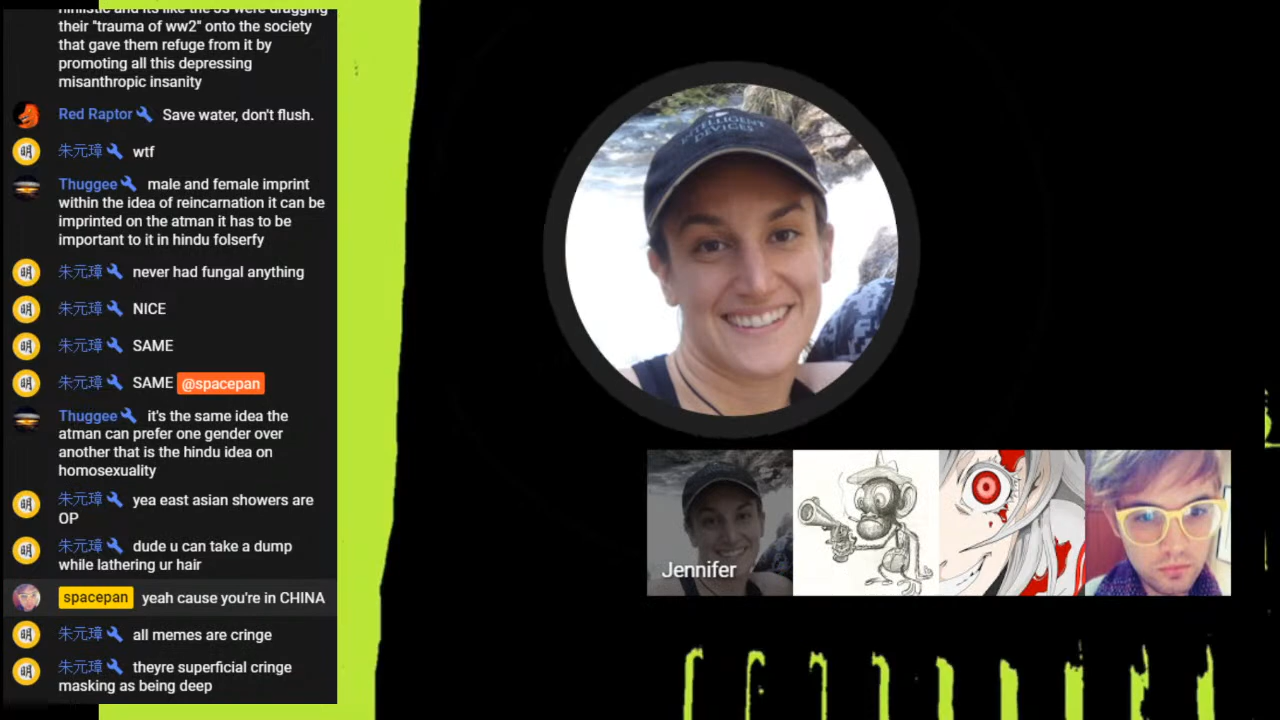 nihilistic and its like the Js were dragging
their "trauma of ww2" onto the society
that gave them refuge from it by
promoting all this depressing
misanthropic insanity
Red Raptor Save water, don't flush.
朱元璋 wtf
Thuggee male and female imprint
within the idea of reincarnation it can be
imprinted on the atman it has to be
important to it in hindu folserfy
朱元璋 never had fungal anything
朱元璋 NICE
朱元璋 SAME
朱元璋 SAME @spacepan
Thuggee it's the same idea the
atman can prefer one gender over
another that is the hindu idea on
homosexuality
朱元璋 yea east asian showers are
OP
朱元璋 dude u can take a dump
while lathering ur hair
spacepan yeah cause you're in CHINA
朱元璋 all memes are cringe
朱元璋 theyre superficial cringe
masking as being deep
INTELLIGENT
DEVICES
Jennifer